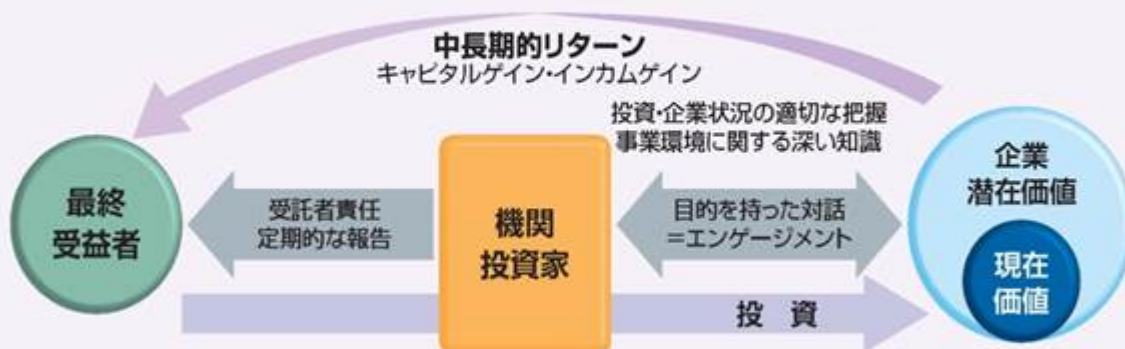 中長期的リターン
キャピタルゲイン・インカムゲイン
投資・企業状況の適切な把握
事業環境に関する深い知識
最終
受益者
受託者責任
定期的な報告
機関
投資家
目的を持った対話
=エンゲージメント
企業
潜在価値
現在
価値
投 資